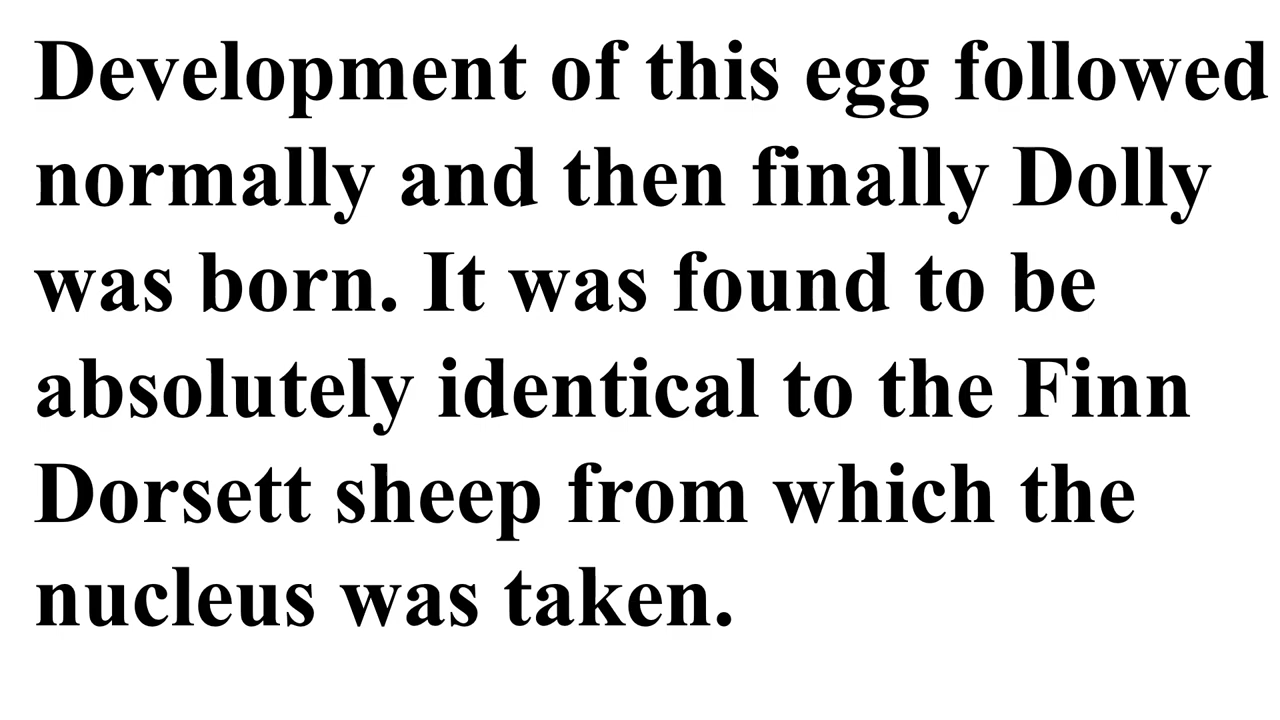 Development of this egg followed
normally and then finally Dolly
was born. It was found to be
absolutely identical to the Finn
Dorsett sheep from which the
nucleus was taken.